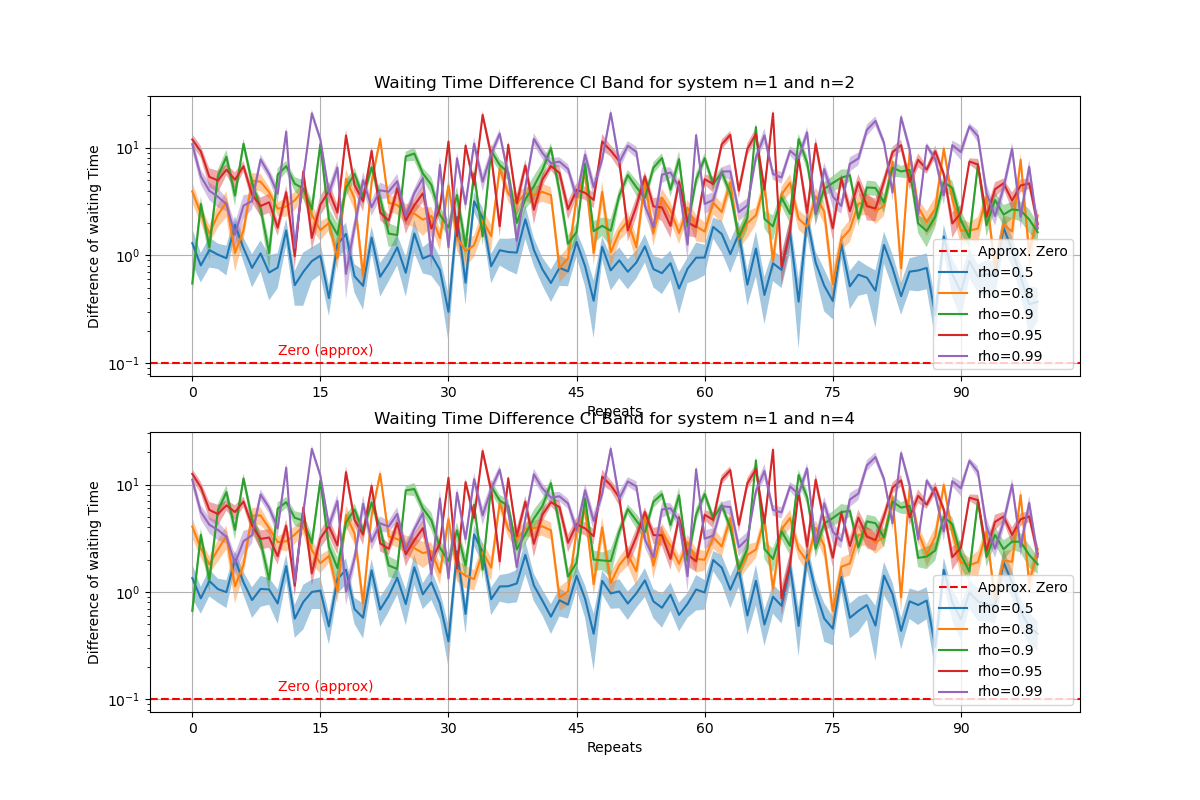 Waiting Time Difference CI Band for system n=1 and n=2
Difference of waiting Time
10¹
10⁰
10⁻¹
Zero (approx)
Approx. Zero
rho=0.5
rho=0.8
rho=0.9
rho=0.95
rho=0.99
0 15 30 45 60 75 90
Repeats
Waiting Time Difference CI Band for system n=1 and n=4
Difference of waiting Time
10¹
10⁰
10⁻¹
Zero (approx)
Approx. Zero
rho=0.5
rho=0.8
rho=0.9
rho=0.95
rho=0.99
0 15 30 45 60 75 90
Repeats